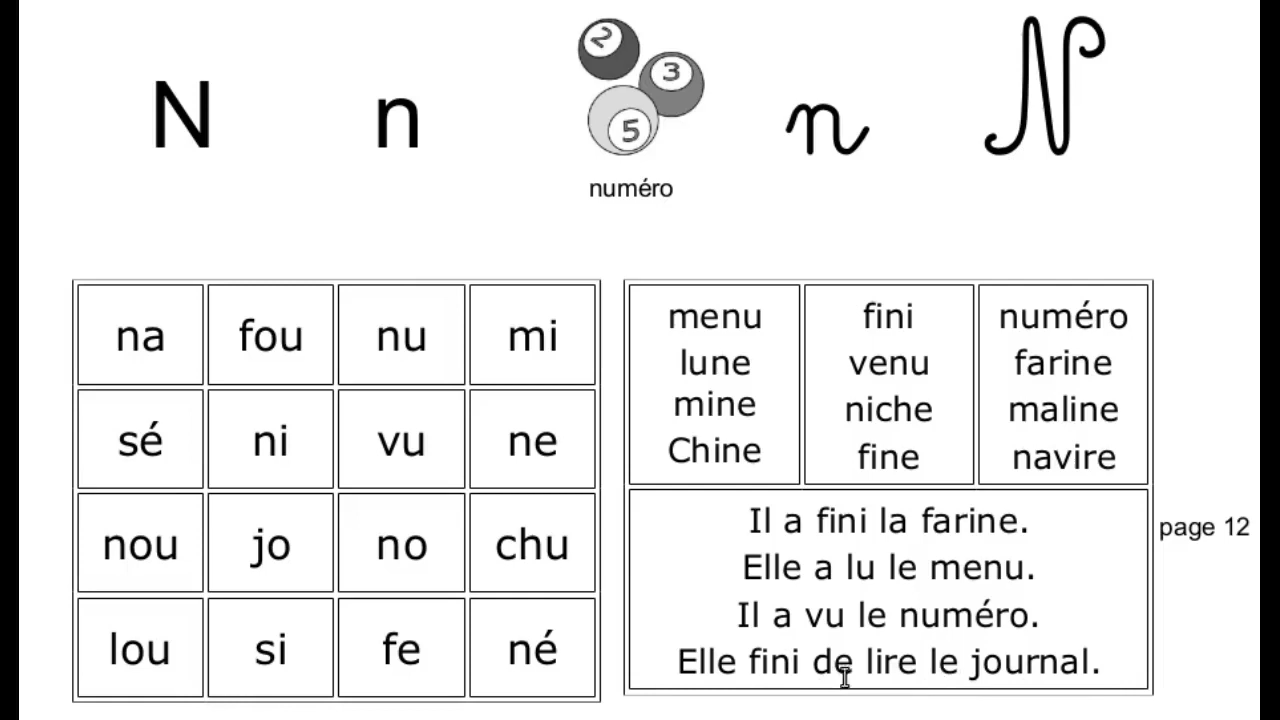 N n n N
2
3
5
numéro
na fou nu mi
sé ni vu ne
nou jo no chu
lou si fe né
menu fini numéro
lune venu farine
mine niche maline
Chine fine navire
Il a fini la farine.
Elle a lu le menu.
Il a vu le numéro.
Elle fini de lire le journal.
page 12